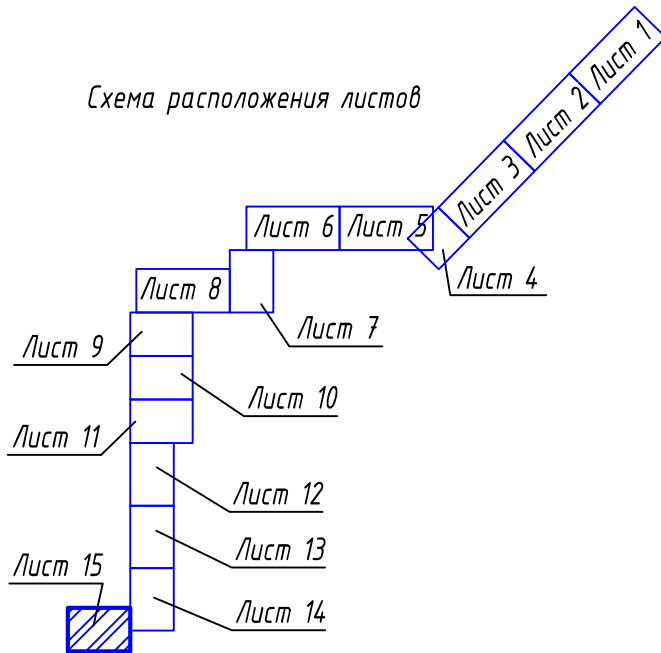 Схема расположения листов
Лист 1
Лист 2
Лист 3
Лист 4
Лист 5
Лист 6
Лист 7
Лист 8
Лист 9
Лист 10
Лист 11
Лист 12
Лист 13
Лист 14
Лист 15